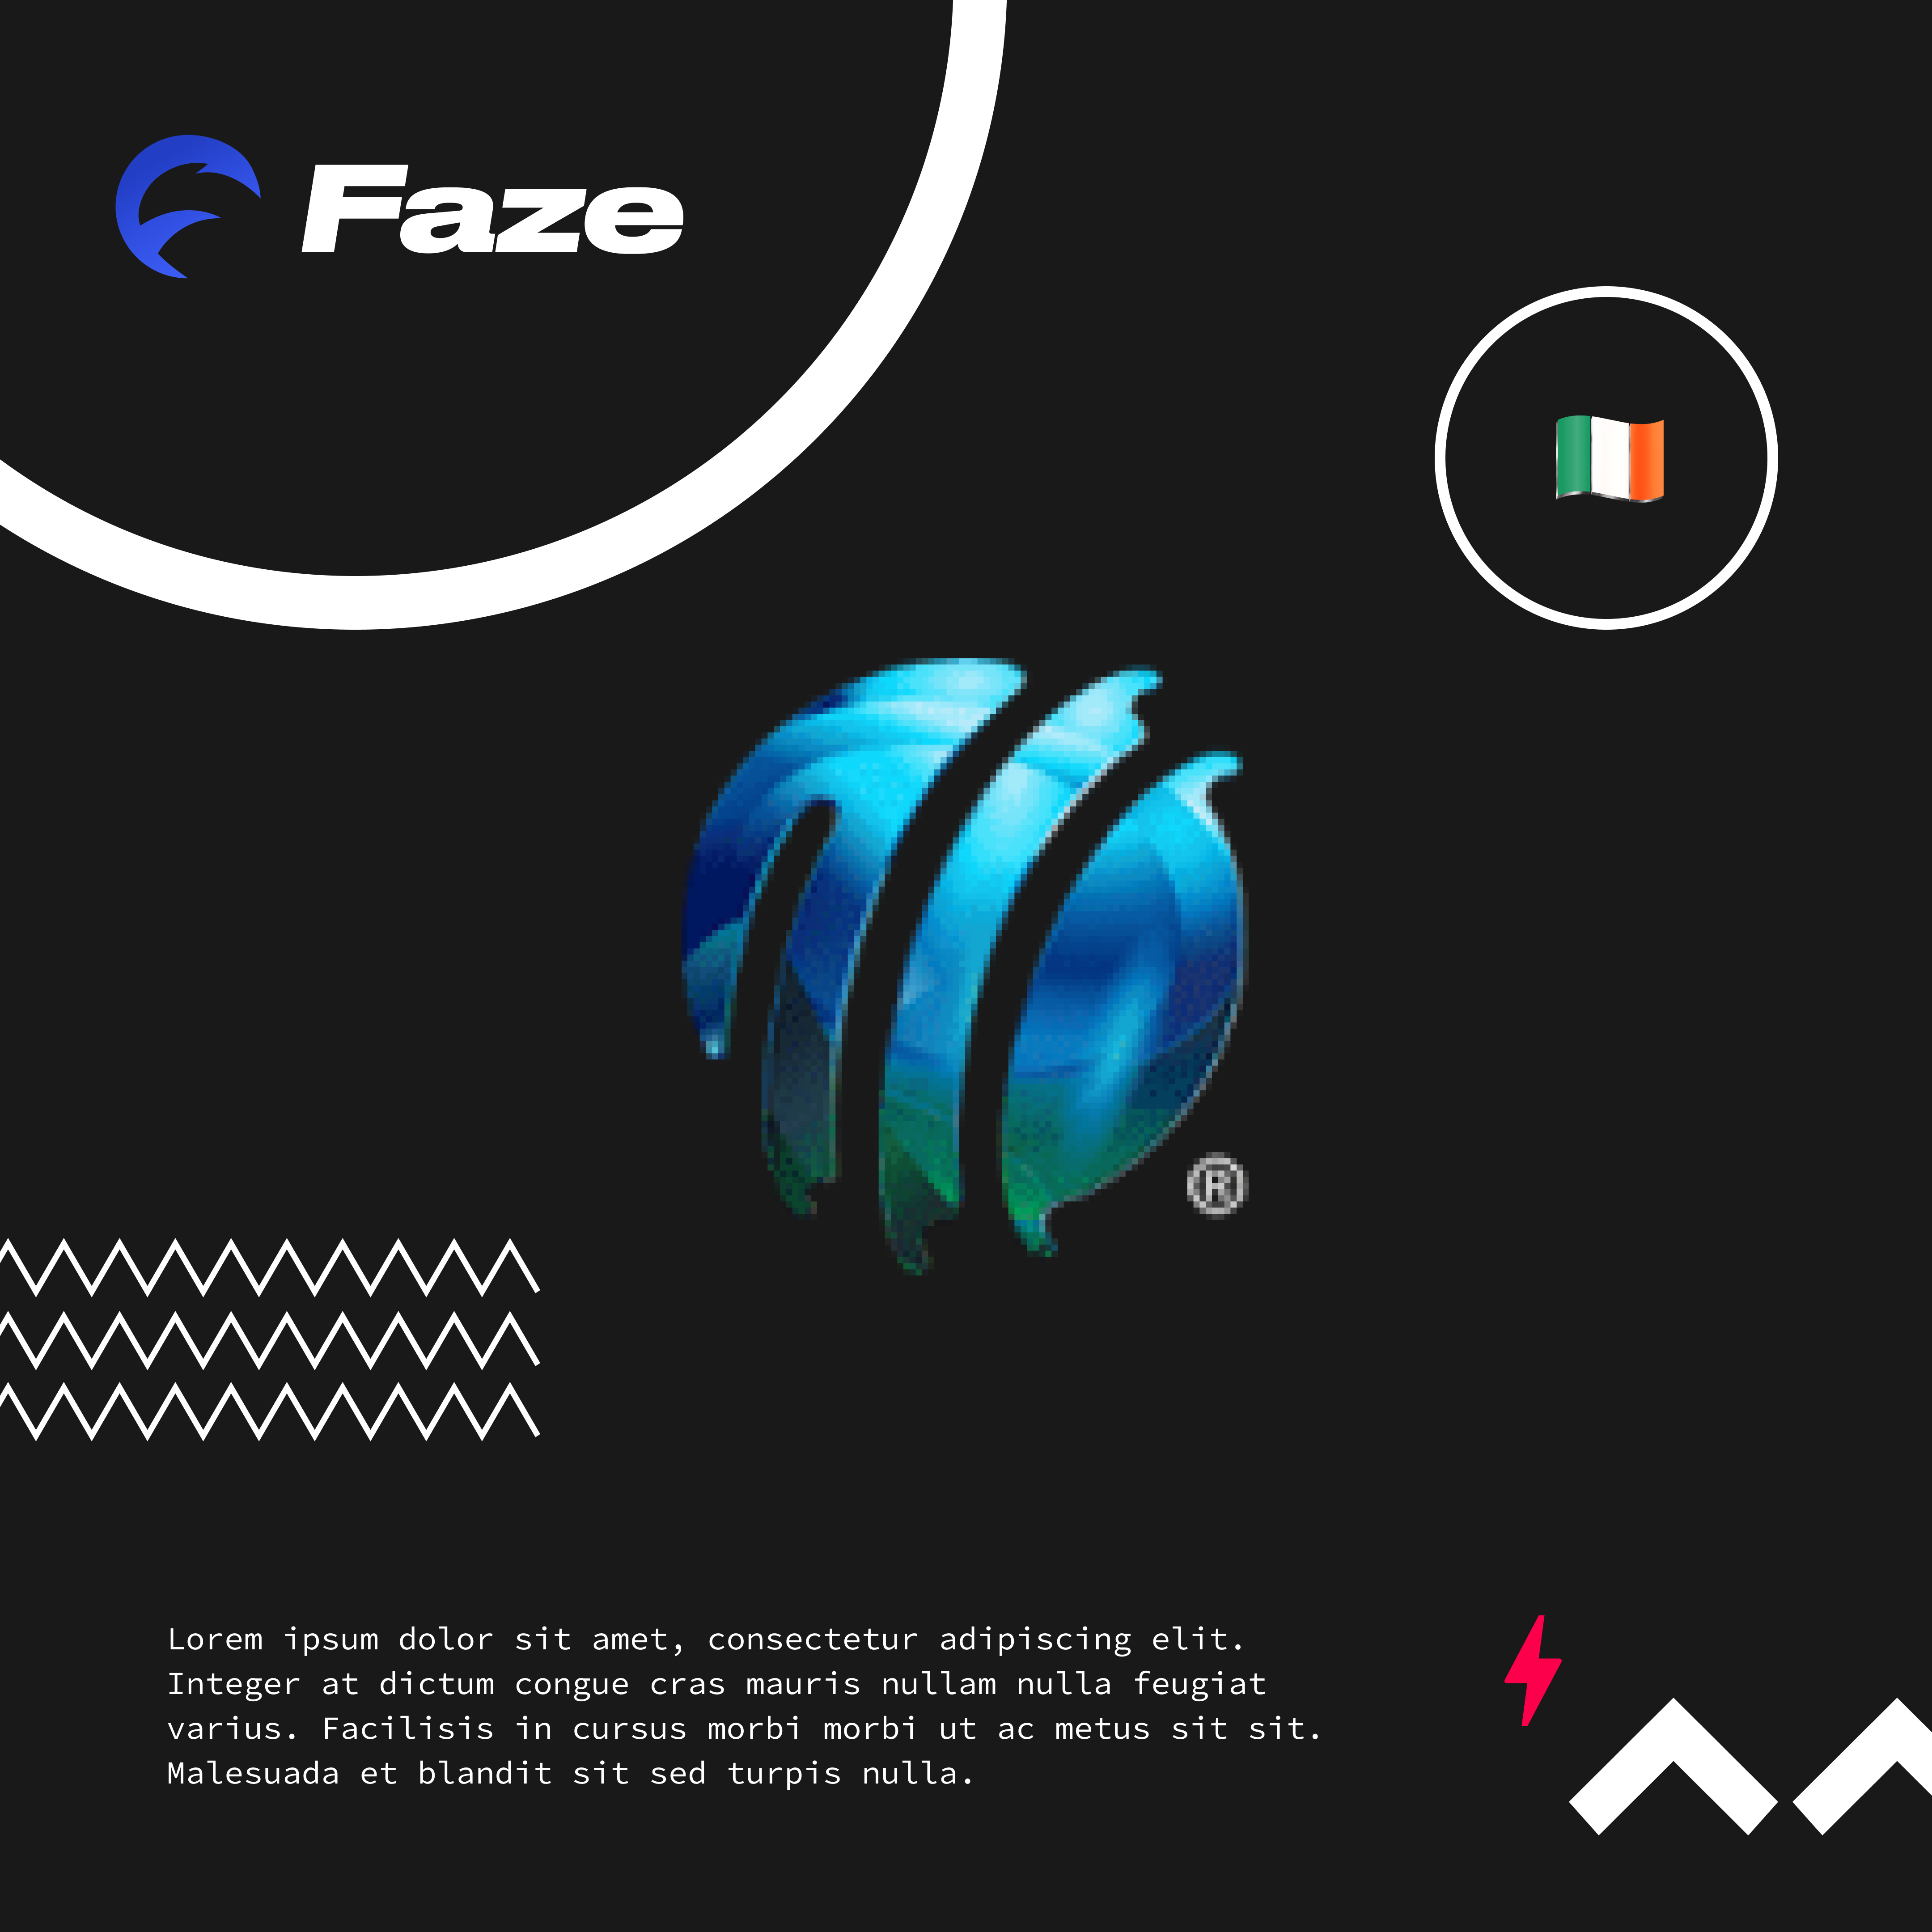 Faze
®
Lorem ipsum dolor sit amet, consectetur adipiscing elit.
Integer at dictum congue cras mauris nullam nulla feugiat
varius. Facilisis in cursus morbi morbi ut ac metus sit sit.
Malesuada et blandit sit sed turpis nulla.